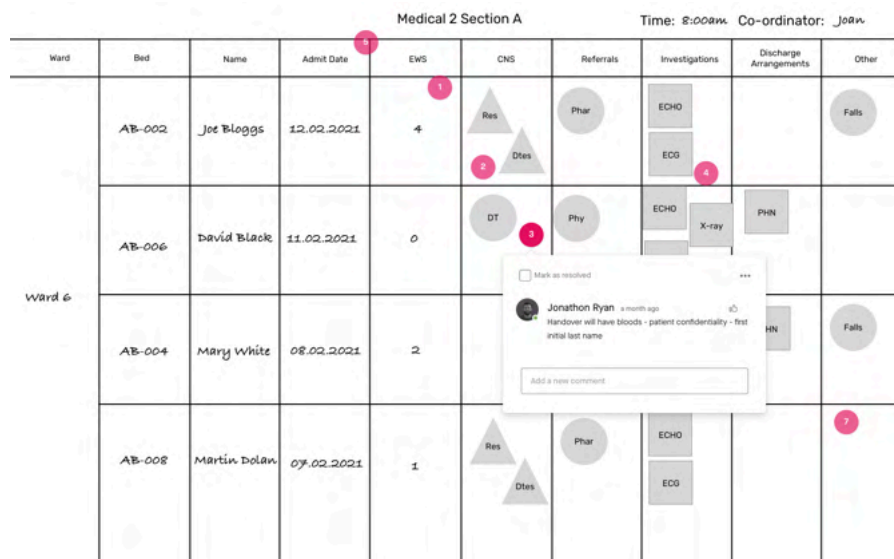 Medical 2 Section A
Time: 8:00am Co-ordinator: Joan
5
Ward Bed Name Admit Date EWS CNS Referrals Investigations Discharge Arrangements Other
1
AB-002 Joe Bloggs 12.02.2021 4 Res Dtes Phar ECHO ECG Falls
2
4
AB-006 David Black 11.02.2021 0 DT Phy ECHO X-ray PHN
3
Mark as resolved
Jonathon Ryan a month ago
Handover will have bloods - patient confidentiality - first
initial last name
Add a new comment
Ward 6
AB-004 Mary White 08.02.2021 2 HN Falls
7
AB-008 Martin Dolan 07.02.2021 1 Res Dtes Phar ECHO ECG